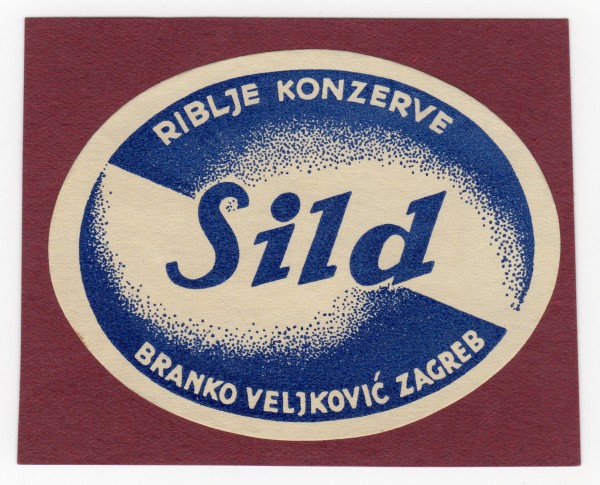 RIBLJE KONZERVE
Sild
BRANKO VELJKOVIĆ ZAGREB